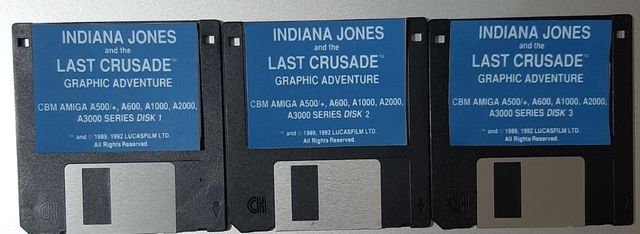 INDIANA JONES
and the
LAST CRUSADE™
GRAPHIC ADVENTURE
CBM AMIGA A500/+, A600, A1000, A2000,
A3000 SERIES DISK 1
™ and © 1989, 1992 LUCASFILM LTD.
All Rights Reserved.
INDIANA JONES
and the
LAST CRUSADE™
GRAPHIC ADVENTURE
CBM AMIGA A500/+, A600, A1000, A2000,
A3000 SERIES DISK 2
™ and © 1989, 1992 LUCASFILM LTD.
All Rights Reserved.
INDIANA JONES
and the
LAST CRUSADE™
GRAPHIC ADVENTURE
CBM AMIGA A500/+, A600, A1000, A2000,
A3000 SERIES DISK 3
™ and © 1989, 1992 LUCASFILM LTD.
All Rights Reserved.